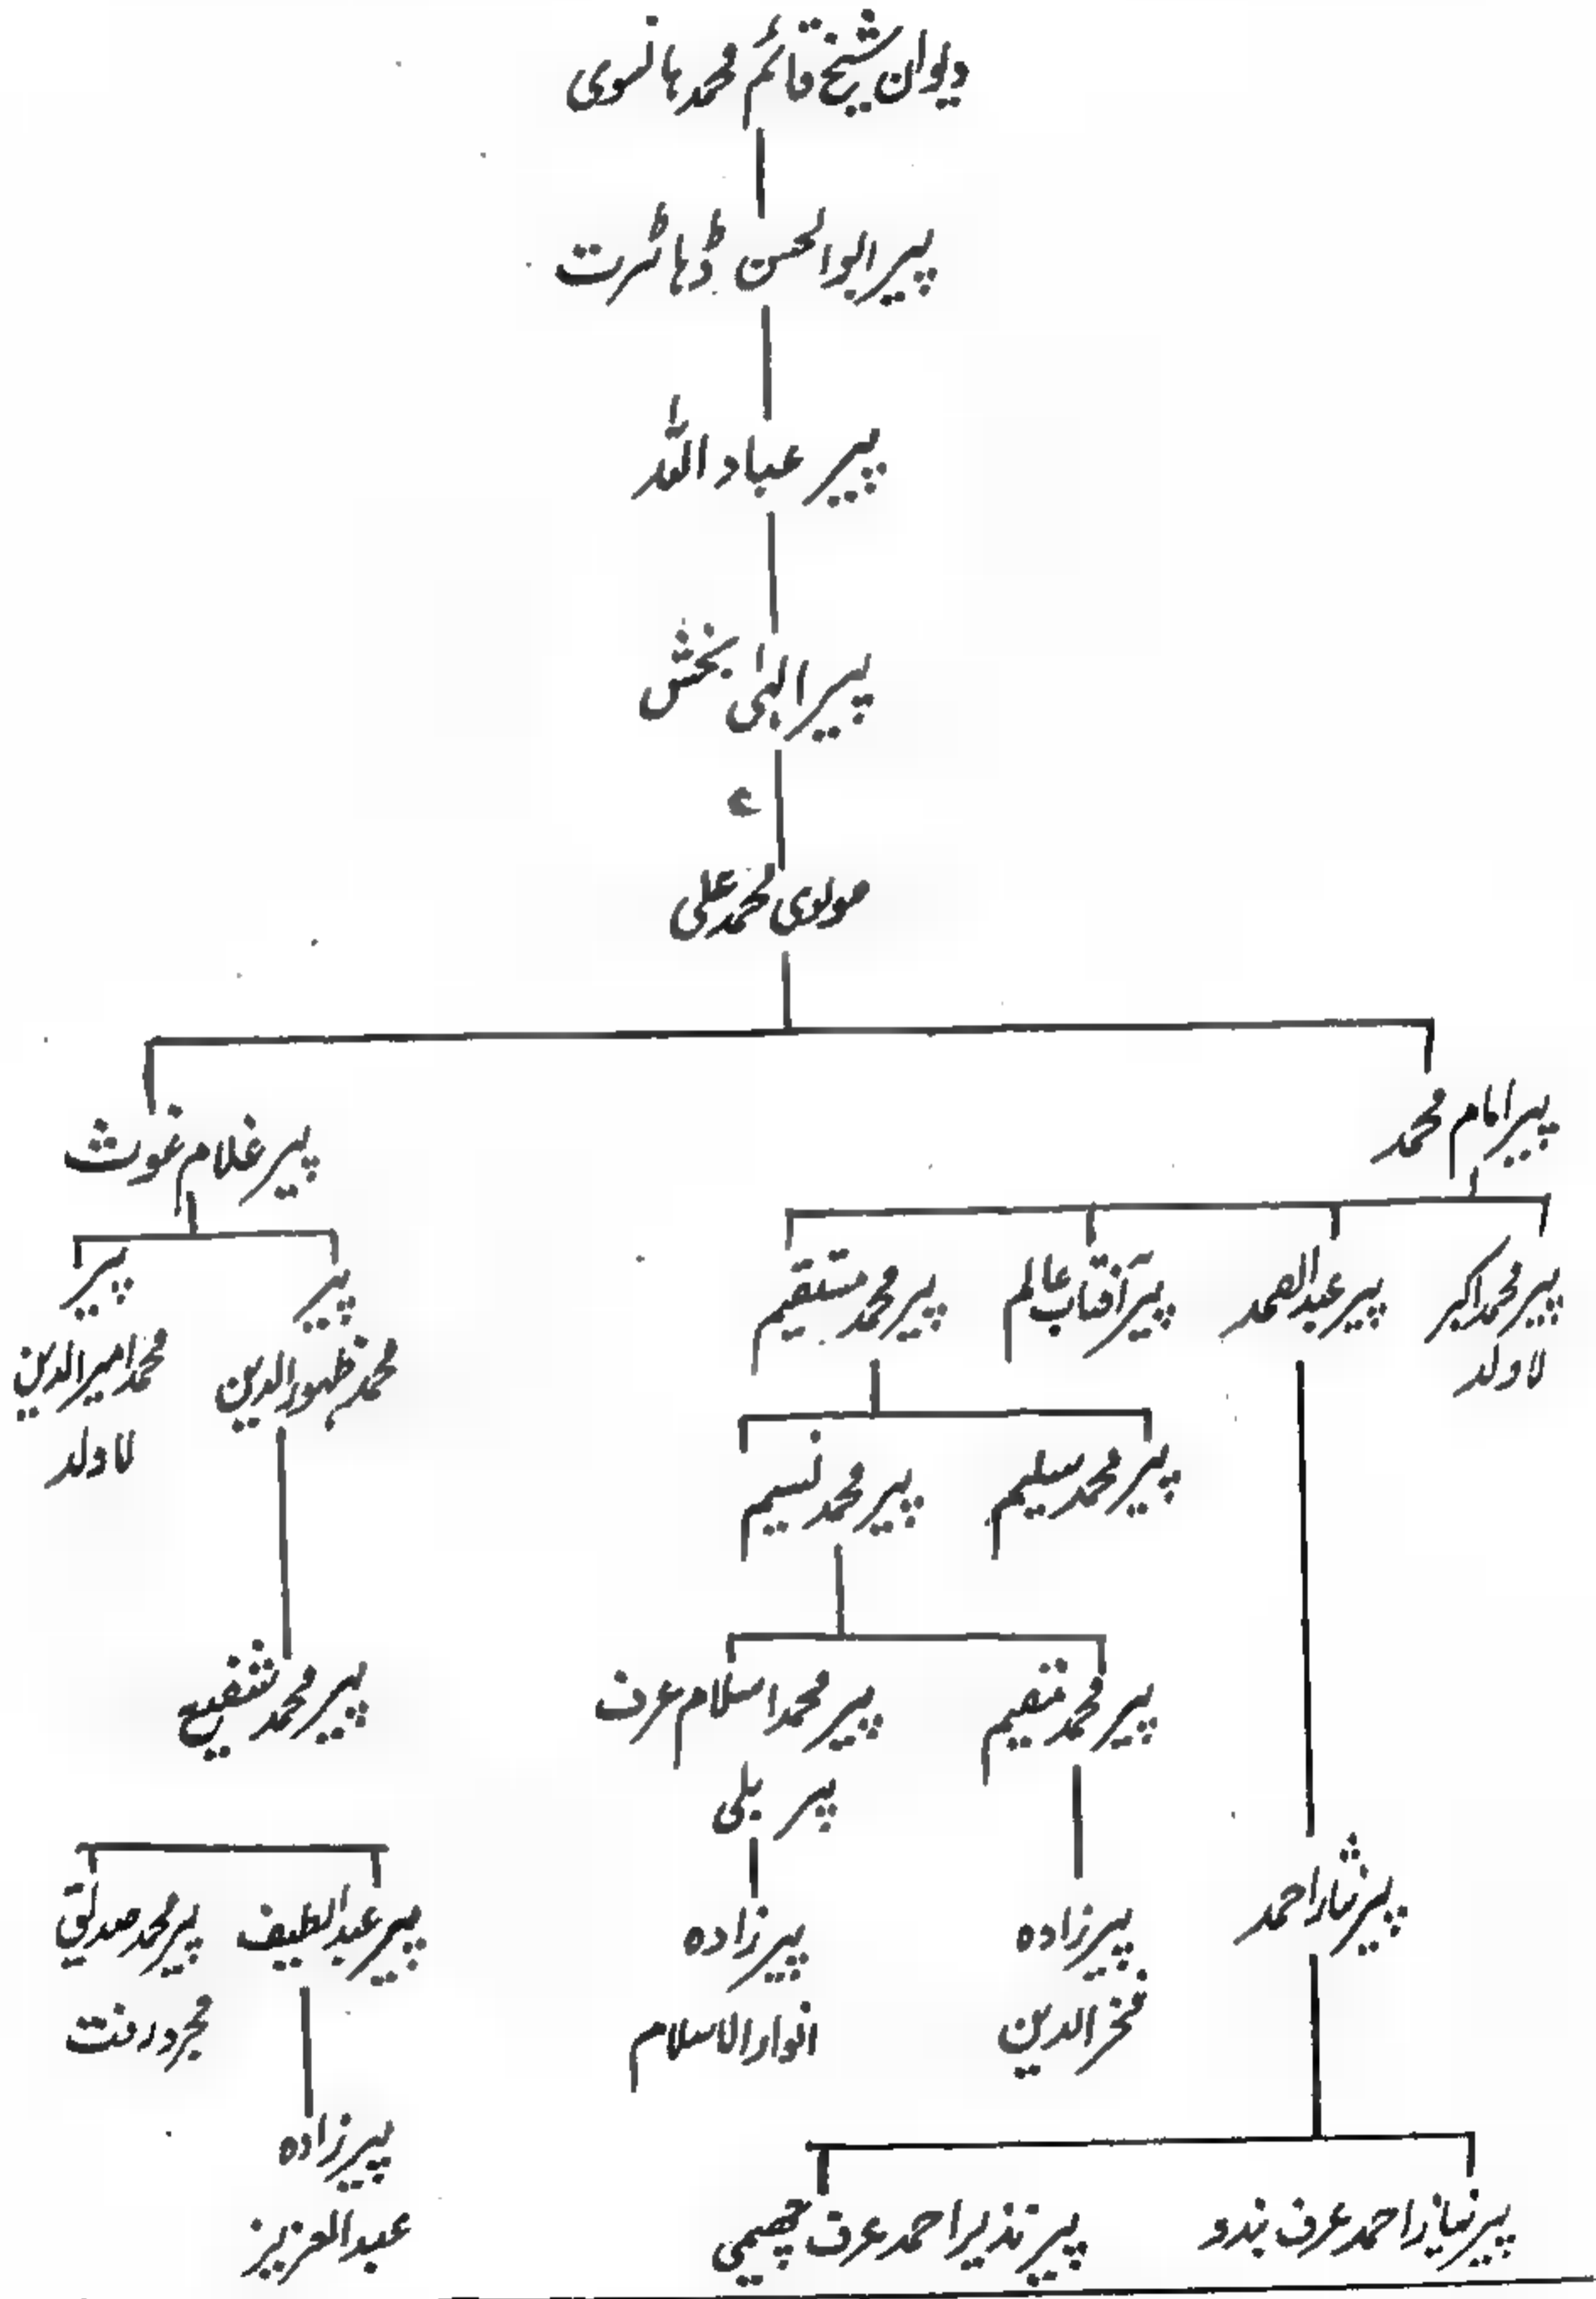 دیوان شیخ قائم محمد ہانسوی
پیر ابوالحسن ڈہاٹرت
پیر عباد اللہ
پیر الہٰی بخش
مولوی محمد علی
پیر امام محمد
پیر غلام غوث
پیر محمد اکبر
لاولد
پیر عبدالصمد
پیر آفتاب عالم
پیر محمد مستقیم
پیر
محمد ظہورالدین
پیر
محمد امیرالدین
لاولد
پیر محمد سلیم
پیر محمد نسیم
پیر محمد مقیم
پیر محمد اسلام عرف
پیر بلی
پیر محمد شفیع
پیر نثار احمد
پیرزادہ
فخرالدین
پیرزادہ
انوارالاسلام
پیر عبدالطیف
پیر محمد صدیق
مجرد رفت
پیرزادہ
عبدالعزیز
پیر نیاز احمد عرف بندو
پیر نذیر احمد عرف چھیمی